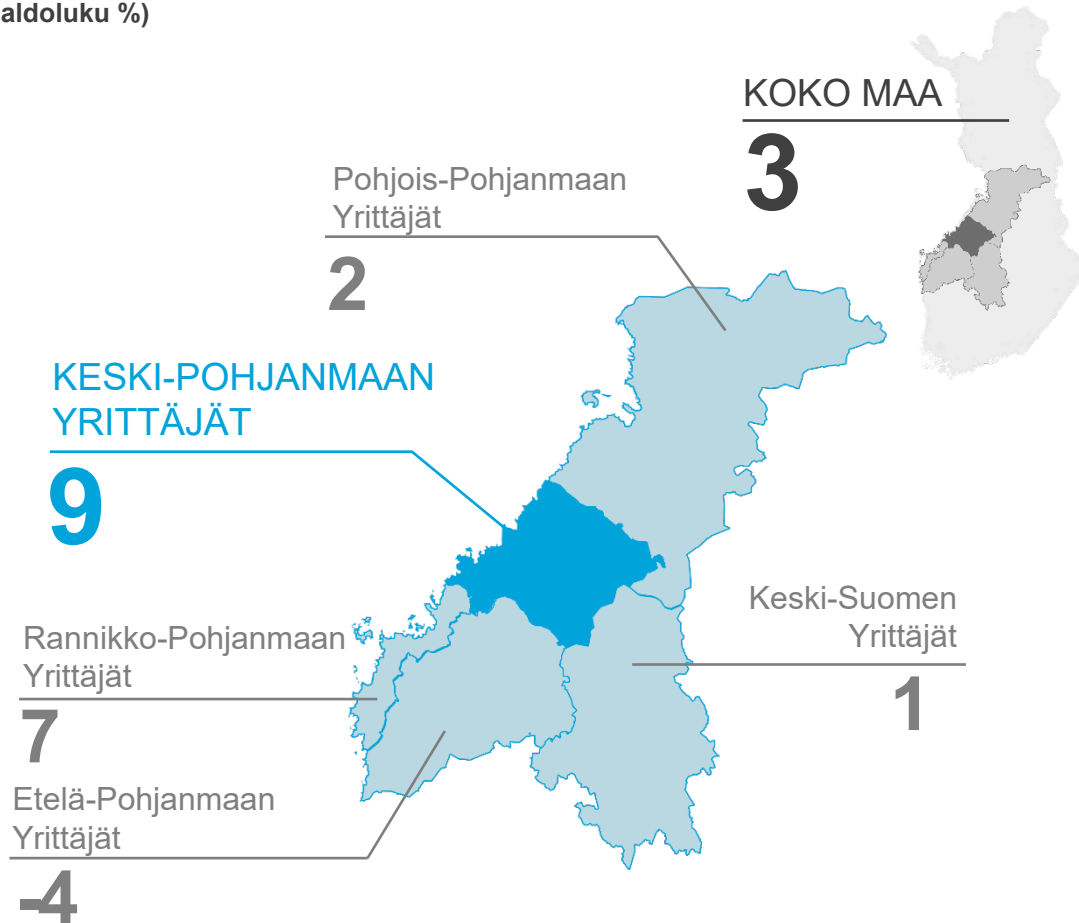 aldoluku %)
KOKO MAA
3
Pohjois-Pohjanmaan
Yrittäjät
2
KESKI-POHJANMAAN
YRITTÄJÄT
9
Keski-Suomen
Yrittäjät
1
Rannikko-Pohjanmaan
Yrittäjät
7
Etelä-Pohjanmaan
Yrittäjät
-4